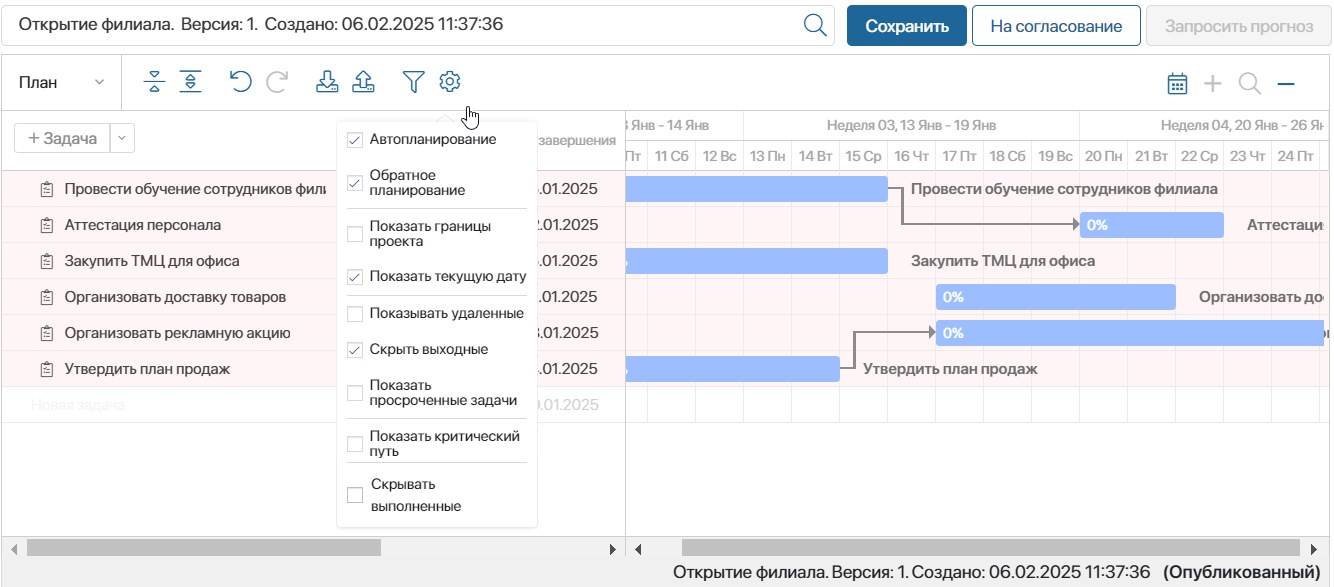 Открытие филиала. Версия: 1. Создано: 06.02.2025 11:37:36
Сохранить
На согласование
Запросить прогноз
План
+ Задача
завершения
Янв - 14 Янв
Неделя 03, 13 Янв - 19 Янв
Неделя 04, 20 Янв - 26 Ян
Пт 11 Сб 12 Вс 13 Пн 14 Вт 15 Ср 16 Чт 17 Пт 18 Сб 19 Вс 20 Пн 21 Вт 22 Ср 23 Чт 24 Пт
Провести обучение сотрудников фили
.01.2025
Провести обучение сотрудников филиала
Аттестация персонала
.01.2025
0%
Аттестаци
Закупить ТМЦ для офиса
.01.2025
Закупить ТМЦ для офиса
Организовать доставку товаров
.01.2025
0%
Организовать до
Организовать рекламную акцию
.01.2025
0%
Утвердить план продаж
.01.2025
Утвердить план продаж
Новая задача
.01.2025
Автопланирование
Обратное
планирование
Показать границы
проекта
Показать текущую дату
Показывать удаленные
Скрыть выходные
Показать
просроченные задачи
Показать критический
путь
Скрывать
выполненные
Открытие филиала. Версия: 1. Создано: 06.02.2025 11:37:36 (Опубликованный)